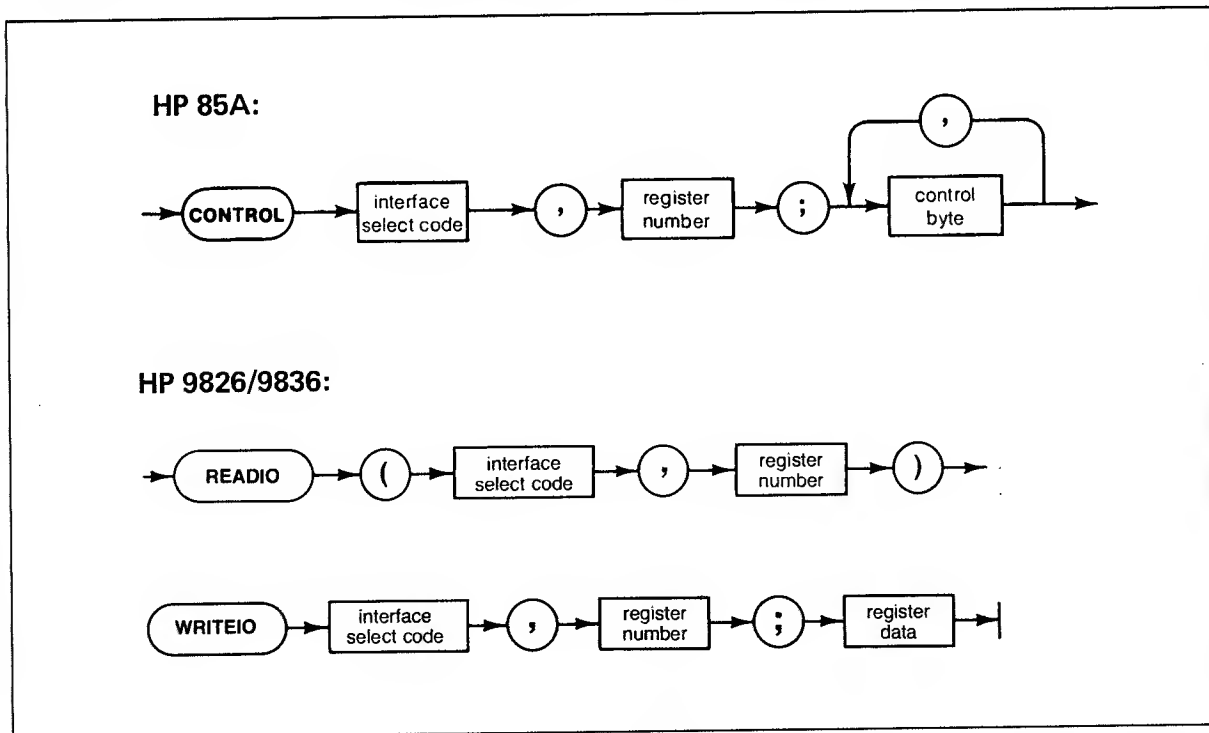 HP 85A:
,
CONTROL
interface
select code
,
register
number
;
control
byte
HP 9826/9836:
READIO
(
interface
select code
,
register
number
)
WRITEIO
interface
select code
,
register
number
;
register
data